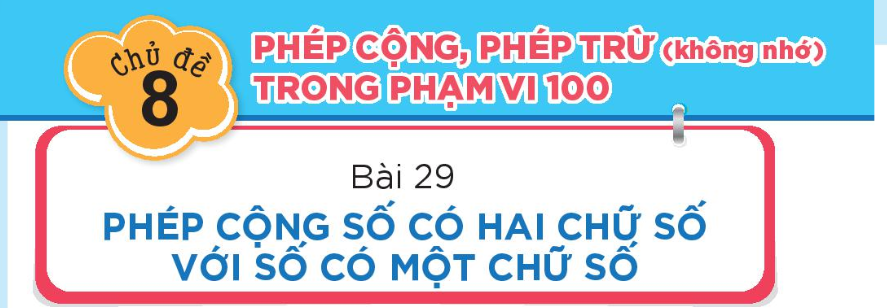 Chủ đề
8
PHÉP CỘNG, PHÉP TRỪ (không nhớ)
TRONG PHẠM VI 100
Bài 29
PHÉP CỘNG SỐ CÓ HAI CHỮ SỐ
VỚI SỐ CÓ MỘT CHỮ SỐ